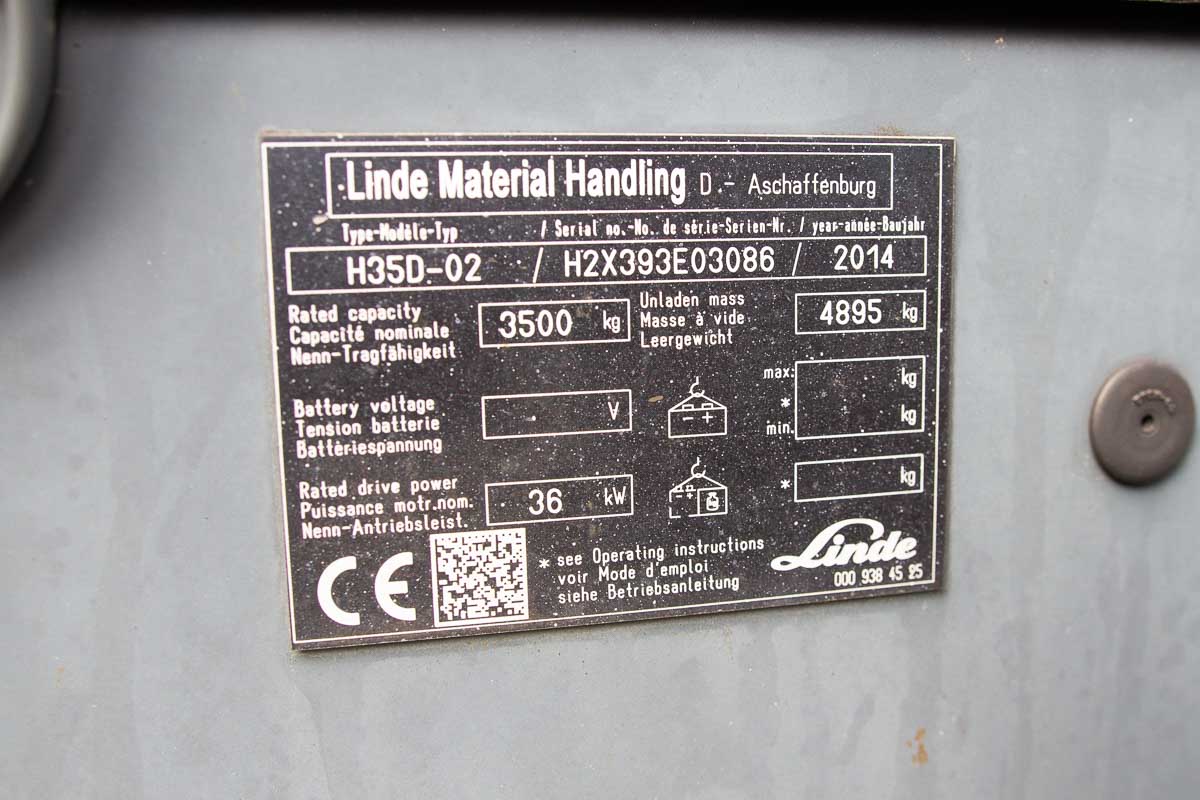 Linde Material Handling D.- Aschaffenburg
Type-Modèle-Typ / Serial no.-No. de série-Serien-Nr. / year-année-Baujahr
H35D-02 / H2X393E03086 / 2014
Rated capacity
Capacité nominale
Nenn-Tragfähigkeit
3500 kg
Unladen mass
Masse à vide
Leergewicht
4895 kg
Battery voltage
Tension batterie
Batteriespannung
V
- +
max:
*
min.
kg
kg
Rated drive power
Puissance motr.nom.
Nenn-Antriebsleist.
36 kW
- +
* kg
CE
* see Operating instructions
voir Mode d'emploi
siehe Betriebsanleitung
Linde
000 938 45 25